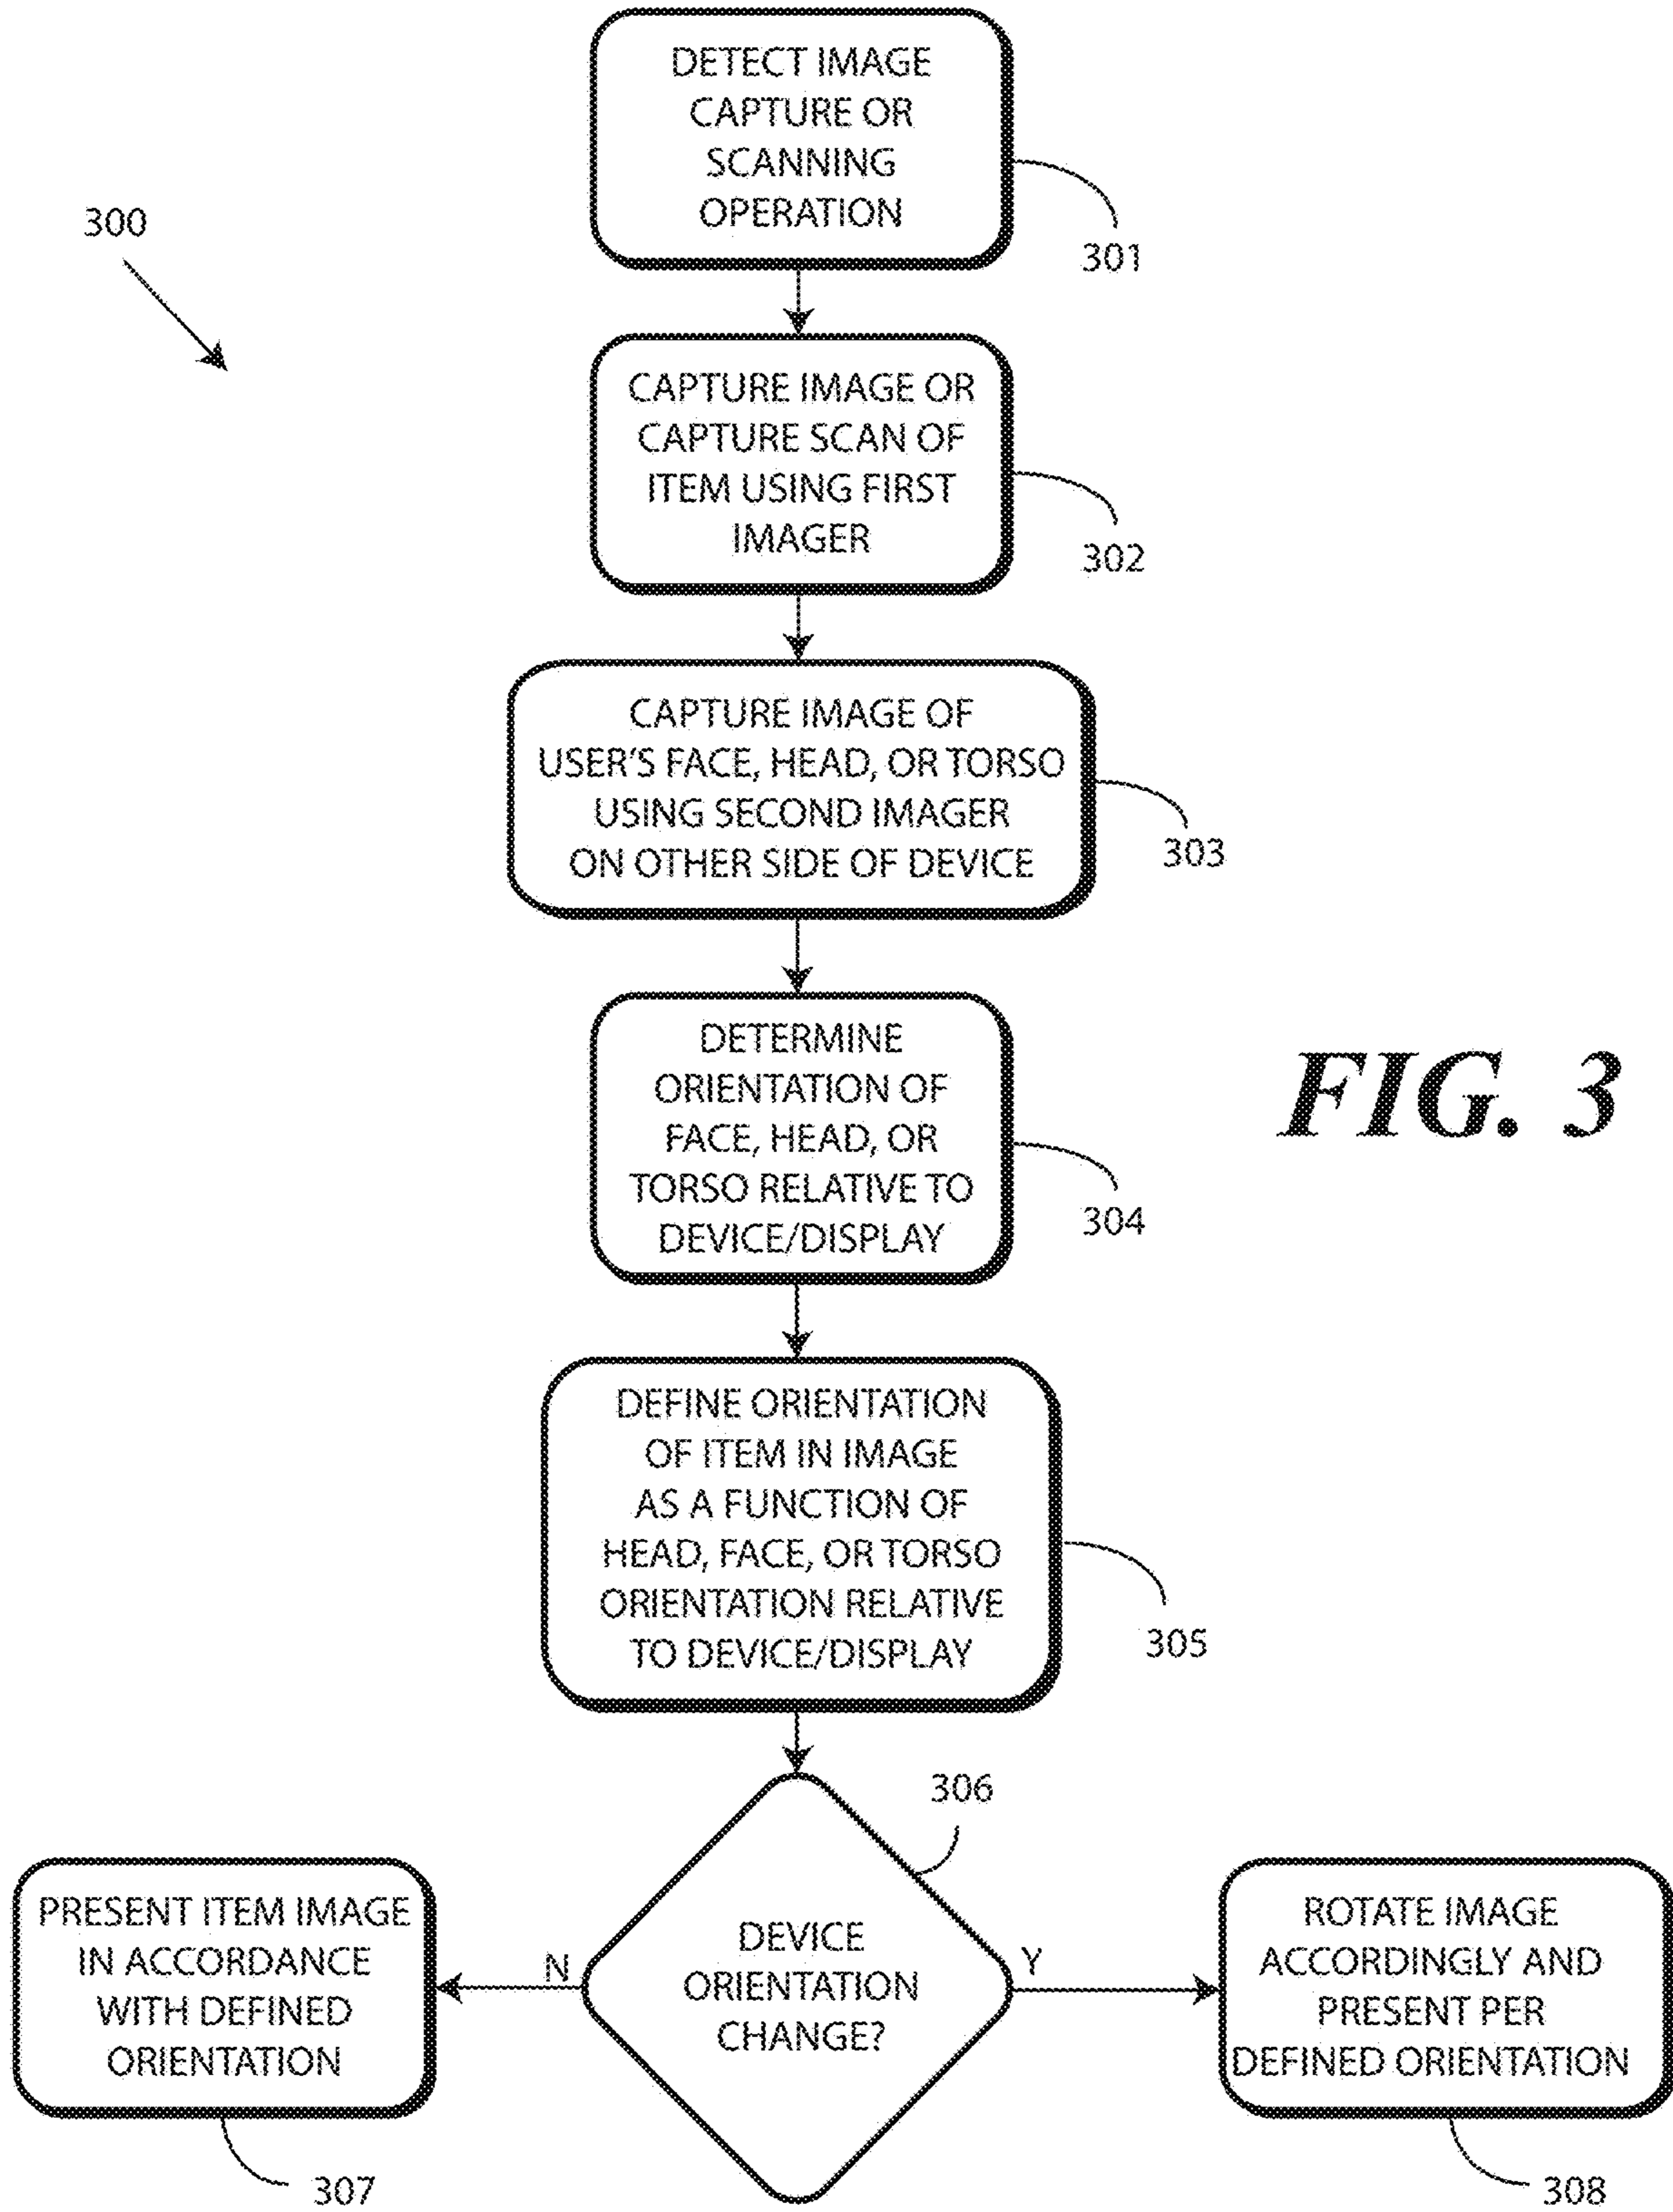 DETECT IMAGE
CAPTURE OR
SCANNING
OPERATION
301
300
CAPTURE IMAGE OR
CAPTURE SCAN OF
ITEM USING FIRST
IMAGER
302
CAPTURE IMAGE OF
USER'S FACE, HEAD, OR TORSO
USING SECOND IMAGER
ON OTHER SIDE OF DEVICE
303
DETERMINE
ORIENTATION OF
FACE, HEAD, OR
TORSO RELATIVE TO
DEVICE/DISPLAY
304
FIG. 3
DEFINE ORIENTATION
OF ITEM IN IMAGE
AS A FUNCTION OF
HEAD, FACE, OR TORSO
ORIENTATION RELATIVE
TO DEVICE/DISPLAY
305
306
DEVICE
ORIENTATION
CHANGE?
N
Y
PRESENT ITEM IMAGE
IN ACCORDANCE
WITH DEFINED
ORIENTATION
307
ROTATE IMAGE
ACCORDINGLY AND
PRESENT PER
DEFINED ORIENTATION
308